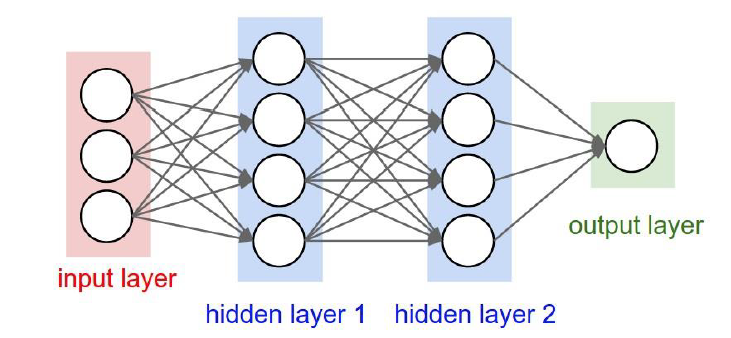 input layer
hidden layer 1
hidden layer 2
output layer